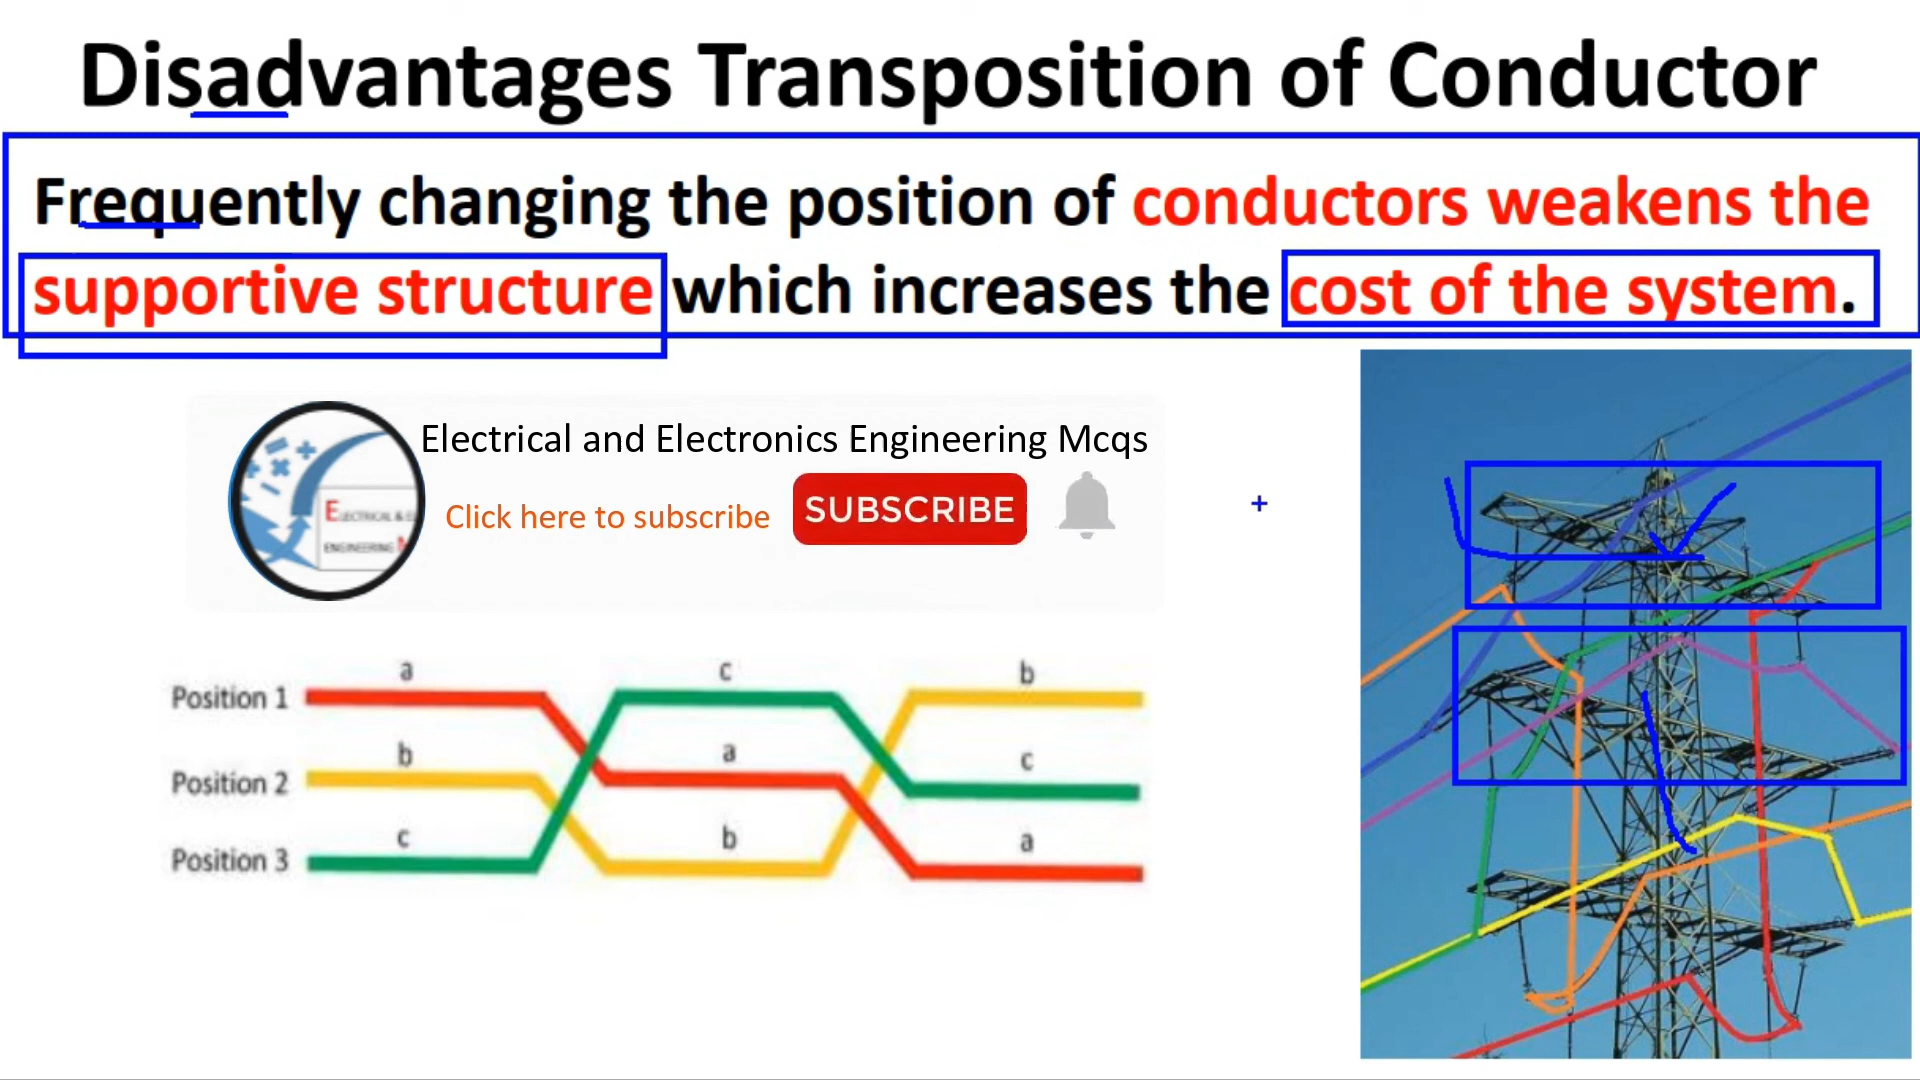 Disadvantages Transposition of Conductor
Frequently changing the position of conductors weakens the
supportive structure which increases the cost of the system.
Electrical and Electronics Engineering Mcqs
Click here to subscribe SUBSCRIBE
a c b
Position 1
b a c
Position 2
c b a
Position 3